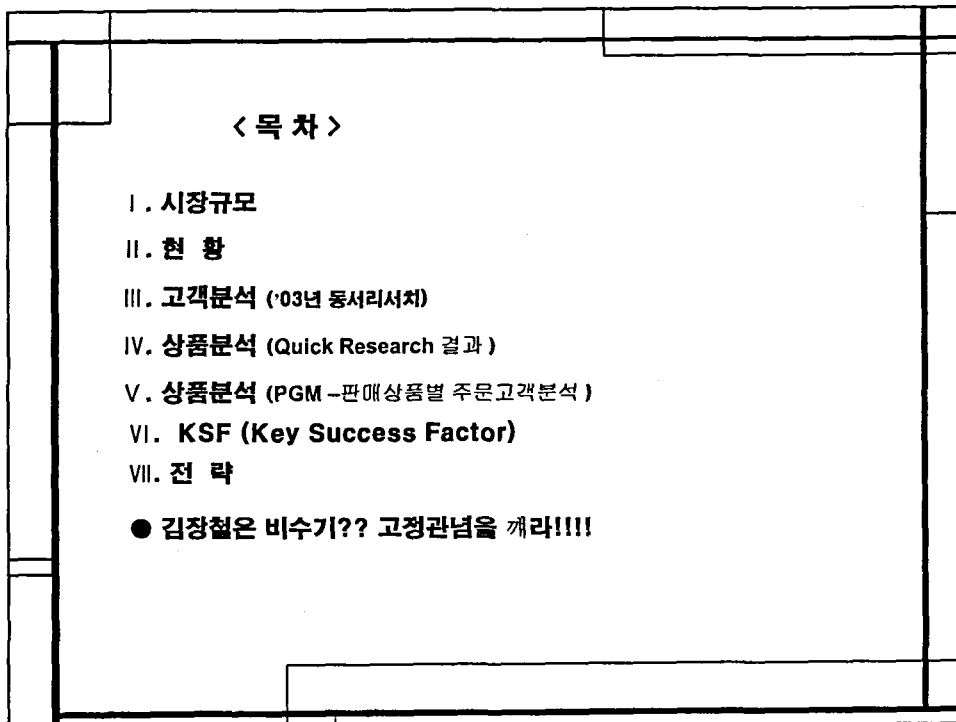 < 목 차 >
Ⅰ. 시장규모
Ⅱ. 현 황
Ⅲ. 고객분석 ('03년 동서리서치)
Ⅳ. 상품분석 (Quick Research 결과 )
Ⅴ. 상품분석 (PGM –판매상품별 주문고객분석 )
Ⅵ. KSF (Key Success Factor)
Ⅶ. 전 략
● 김장철은 비수기?? 고정관념을 깨라!!!!